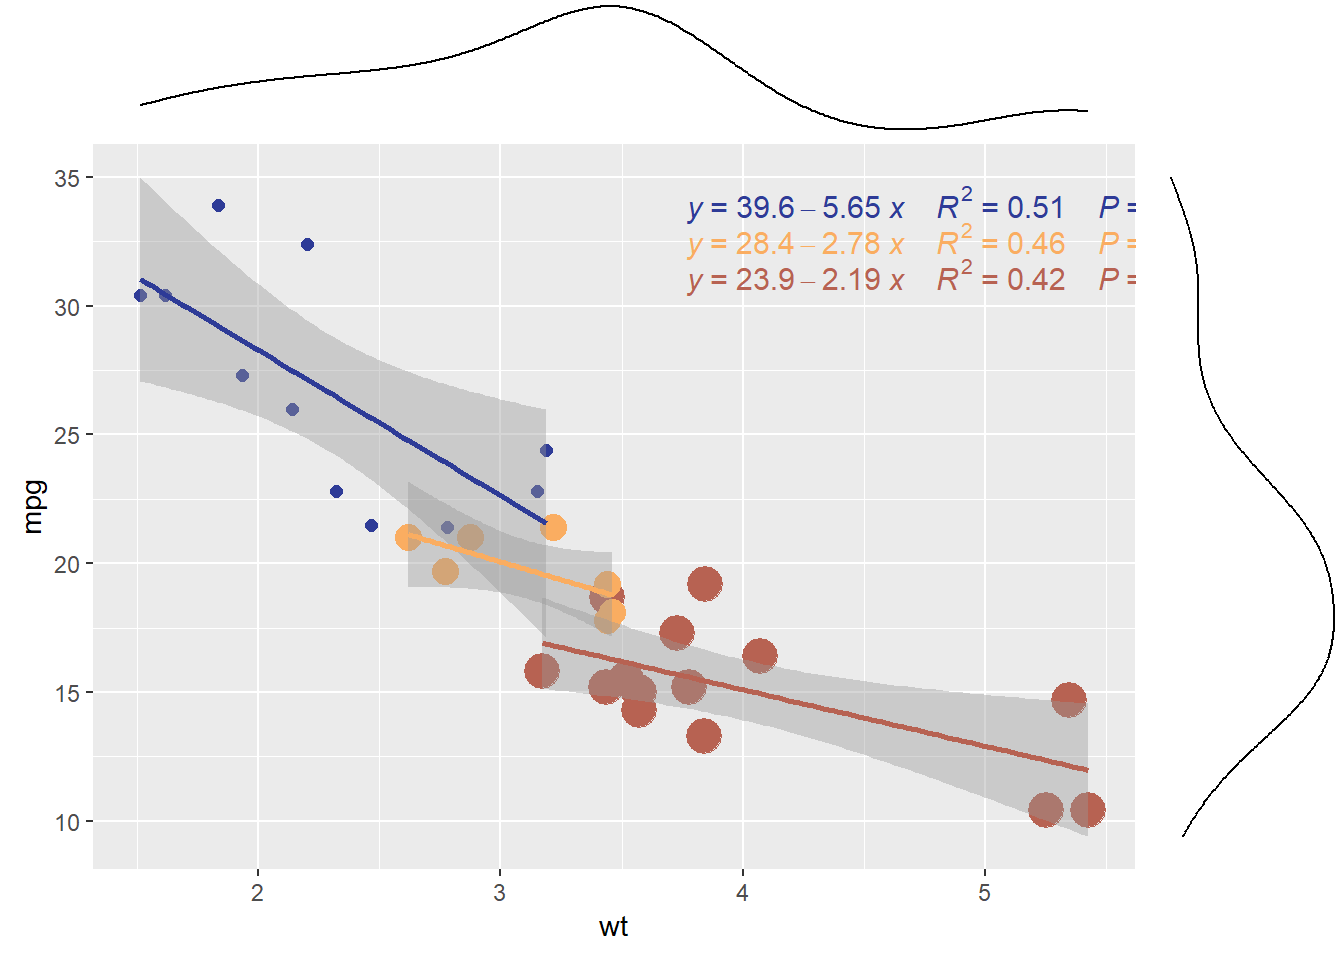 y = 39.6 – 5.65 x R² = 0.51 P =
y = 28.4 – 2.78 x R² = 0.46 P =
y = 23.9 – 2.19 x R² = 0.42 P =
35
30
25
20
15
10
mpg
2 3 4 5
wt